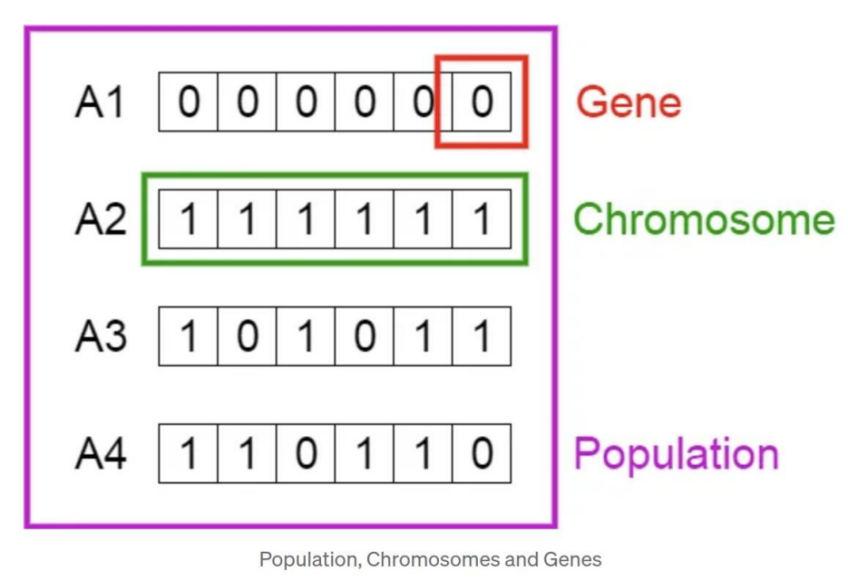 A1 0 0 0 0 0 0 Gene
A2 1 1 1 1 1 1 Chromosome
A3 1 0 1 0 1 1
A4 1 1 0 1 1 0 Population
Population, Chromosomes and Genes